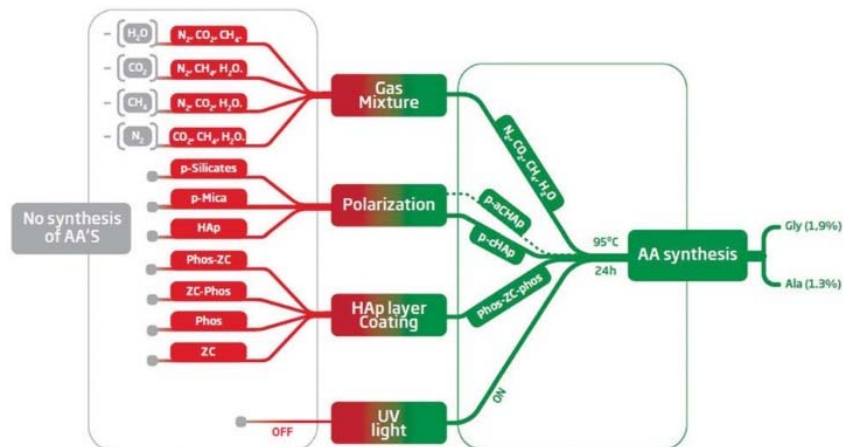 H₂O
N₂, CO₂, CH₄.
CO₂
N₂, CH₄, H₂O.
CH₄
N₂, CO₂, H₂O.
N₂
CO₂, CH₄, H₂O.
Gas
Mixture
N₂, CO₂, CH₄, H₂O
p-Silicates
p-Mica
HAp
Polarization
p-aCHAp
p-cHAp
No synthesis
of AA'S
95ºC
24h
AA synthesis
Gly (1,9%)
Ala (1.3%)
Phos-ZC
ZC-Phos
Phos
ZC
HAp layer
Coating
Phos-ZC-phos
OFF
UV
light
ON